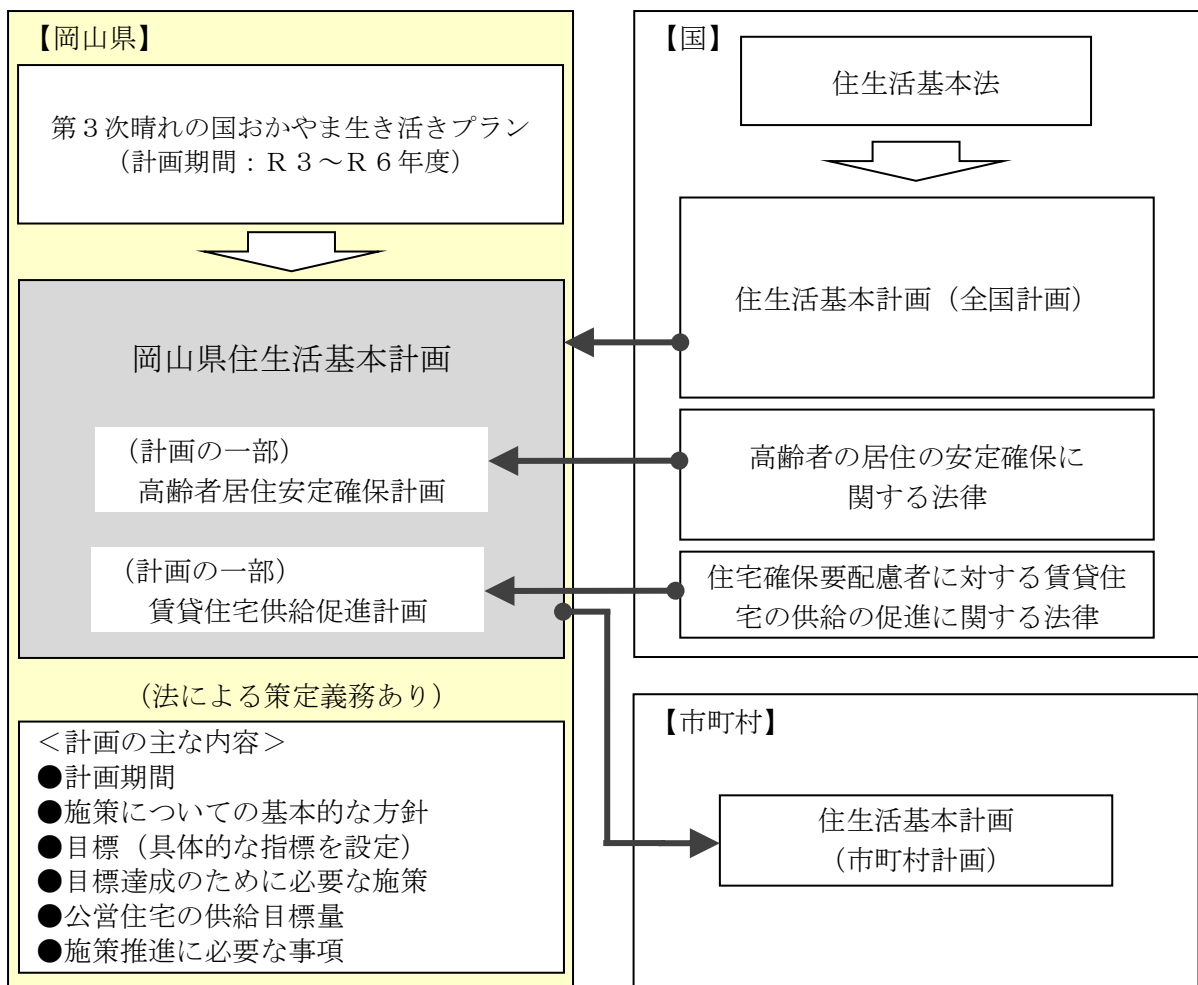 【岡山県】
第３次晴れの国おかやま生き活きプラン
（計画期間：Ｒ３～Ｒ６年度）
岡山県住生活基本計画
（計画の一部）
高齢者居住安定確保計画
（計画の一部）
賃貸住宅供給促進計画
（法による策定義務あり）
＜計画の主な内容＞
●計画期間
●施策についての基本的な方針
●目標（具体的な指標を設定）
●目標達成のために必要な施策
●公営住宅の供給目標量
●施策推進に必要な事項
【国】
住生活基本法
住生活基本計画（全国計画）
高齢者の居住の安定確保に
関する法律
住宅確保要配慮者に対する賃貸住
宅の供給の促進に関する法律
【市町村】
住生活基本計画
（市町村計画）